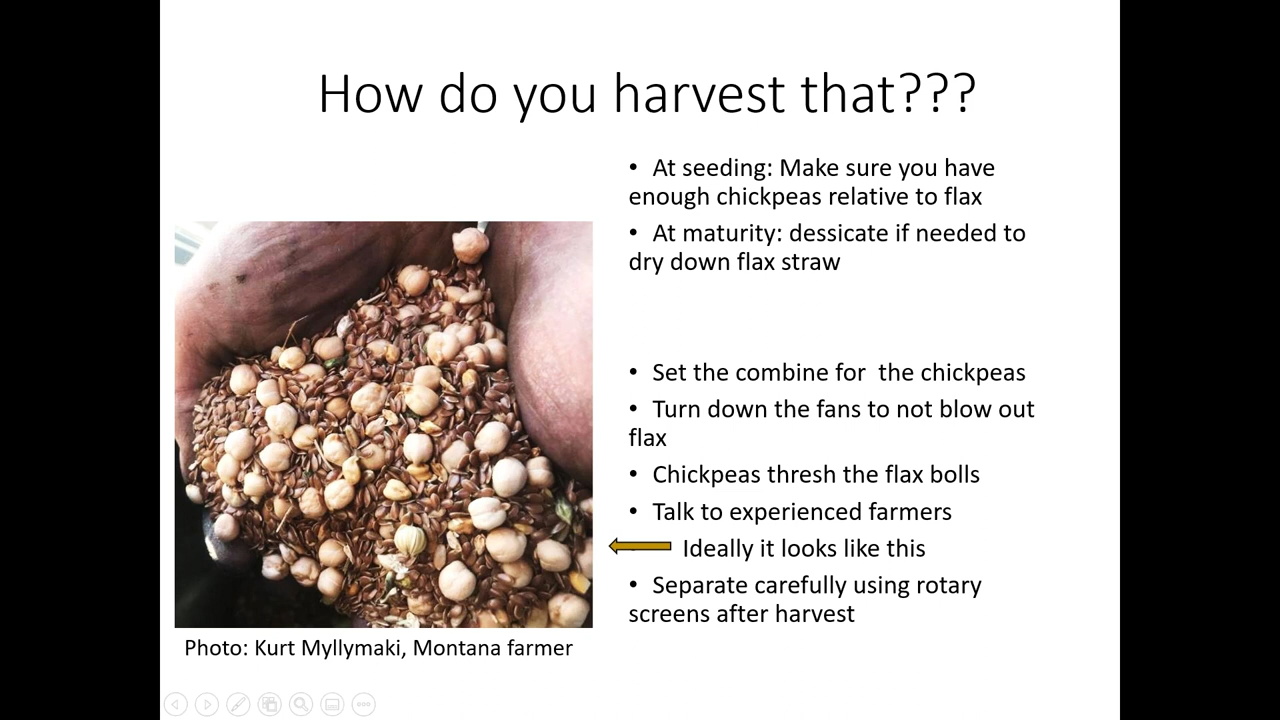 How do you harvest that???
• At seeding: Make sure you have
enough chickpeas relative to flax
• At maturity: dessicate if needed to
dry down flax straw
• Set the combine for  the chickpeas
• Turn down the fans to not blow out
flax
• Chickpeas thresh the flax bolls
• Talk to experienced farmers
Ideally it looks like this
• Separate carefully using rotary
screens after harvest
Photo: Kurt Myllymaki, Montana farmer